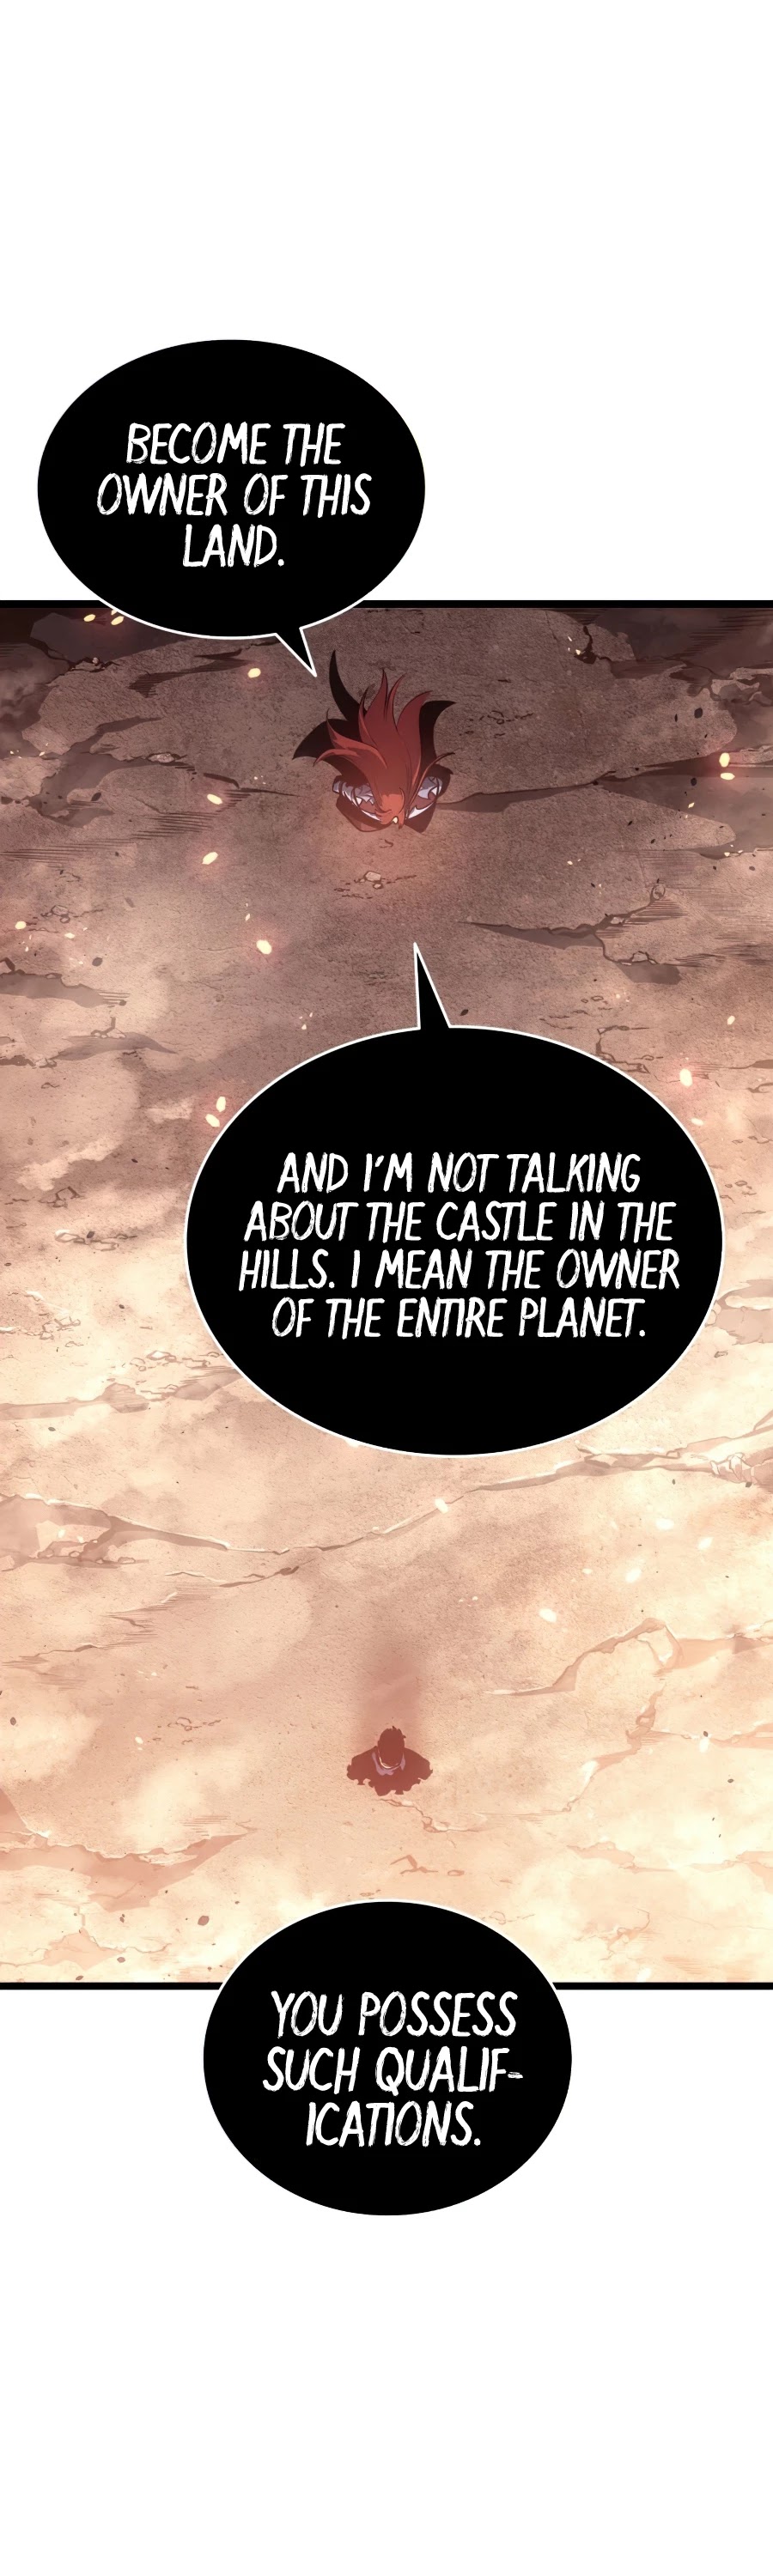 BECOME THE
OWNER OF THIS
LAND.
AND I'M NOT TALKING
ABOUT THE CASTLE IN THE
HILLS. I MEAN THE OWNER
OF THE ENTIRE PLANET.
YOU POSSESS
SUCH QUALIF-
ICATIONS.